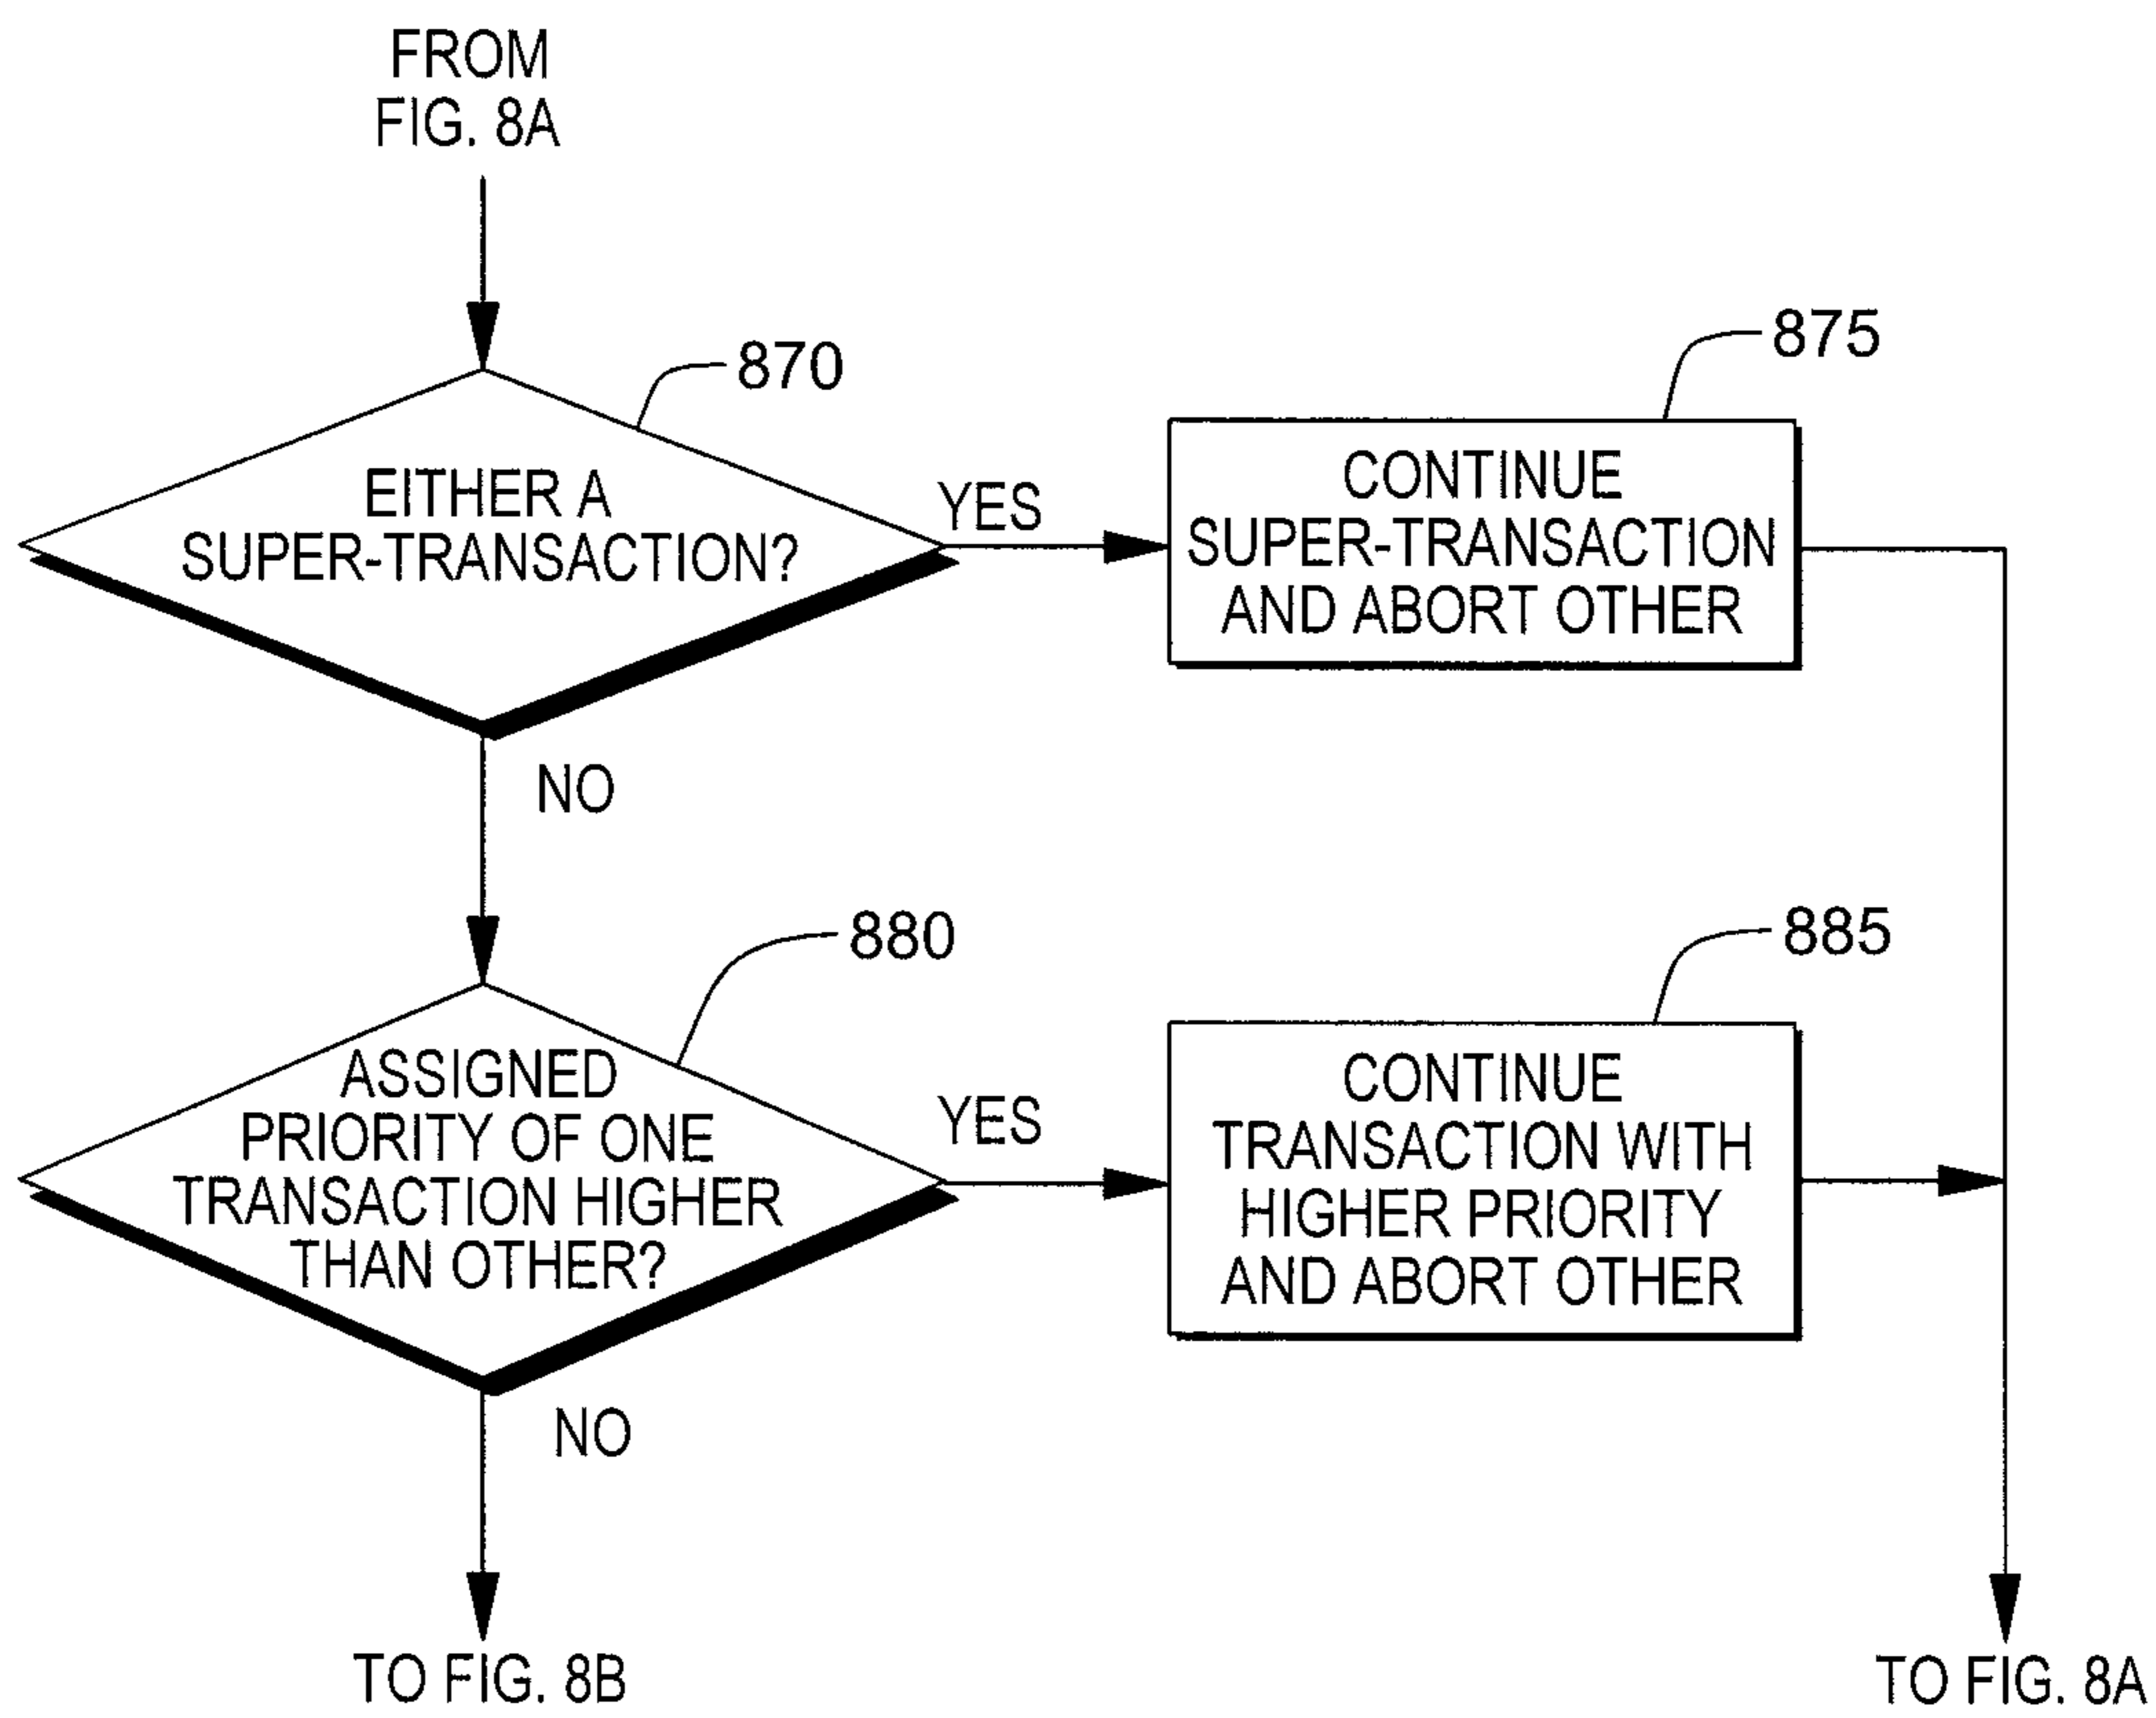 FROM
FIG. 8A
870
875
EITHER A
SUPER-TRANSACTION?
YES
CONTINUE
SUPER-TRANSACTION
AND ABORT OTHER
NO
880
885
ASSIGNED
PRIORITY OF ONE
TRANSACTION HIGHER
THAN OTHER?
YES
CONTINUE
TRANSACTION WITH
HIGHER PRIORITY
AND ABORT OTHER
NO
TO FIG. 8B
TO FIG. 8A